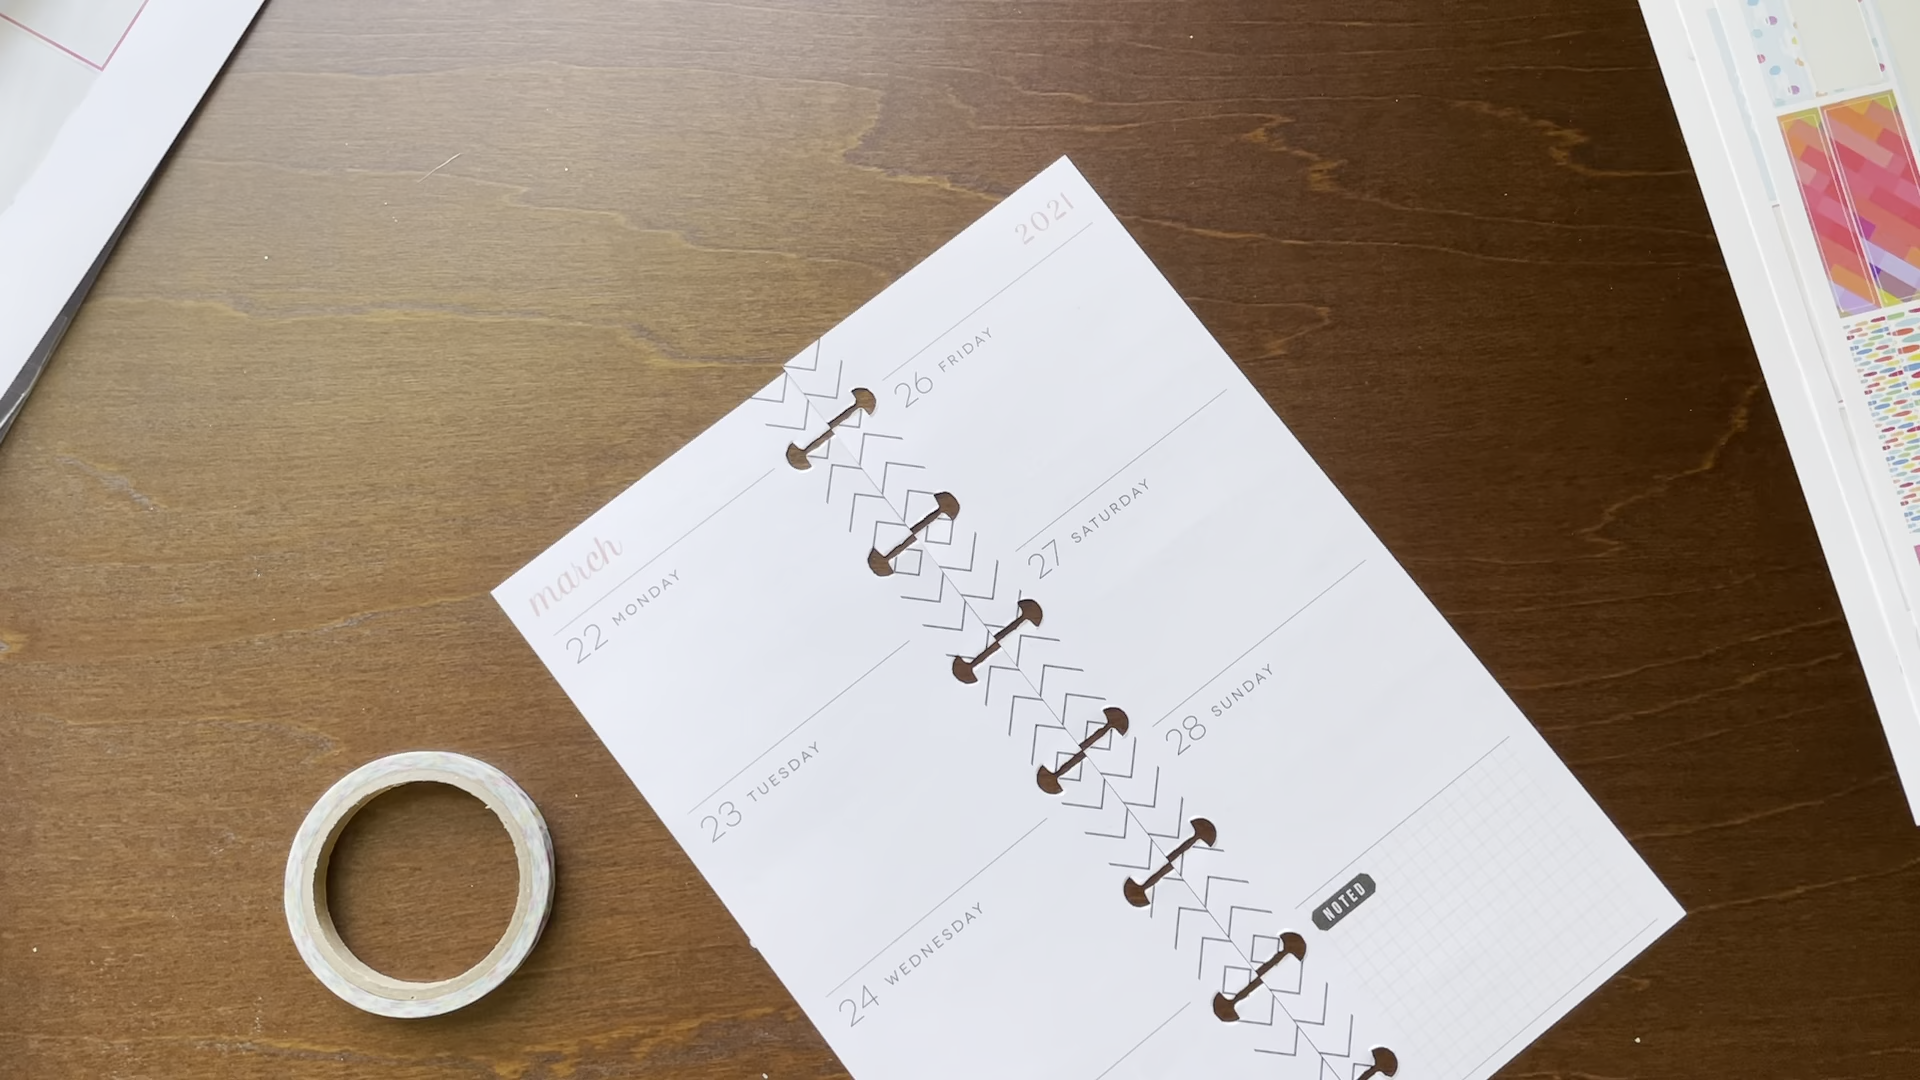 march
22 MONDAY
23 TUESDAY
24 WEDNESDAY
2021
26 FRIDAY
27 SATURDAY
28 SUNDAY
NOTED